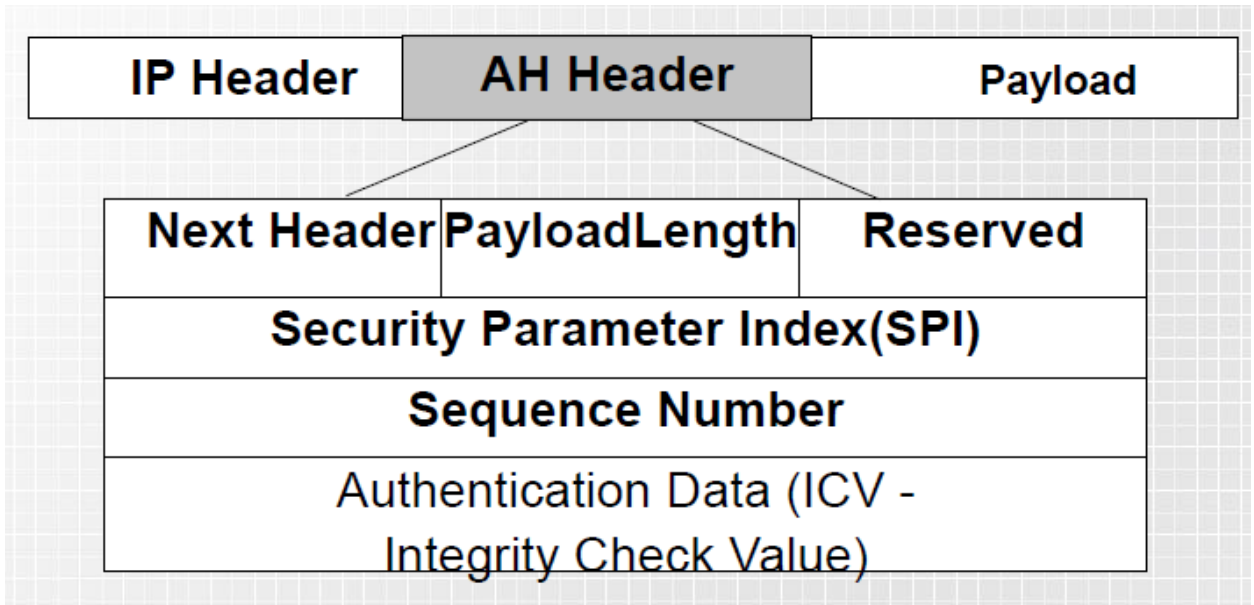 IP Header AH Header Payload
Next Header PayloadLength Reserved
Security Parameter Index(SPI)
Sequence Number
Authentication Data (ICV -
Integrity Check Value)